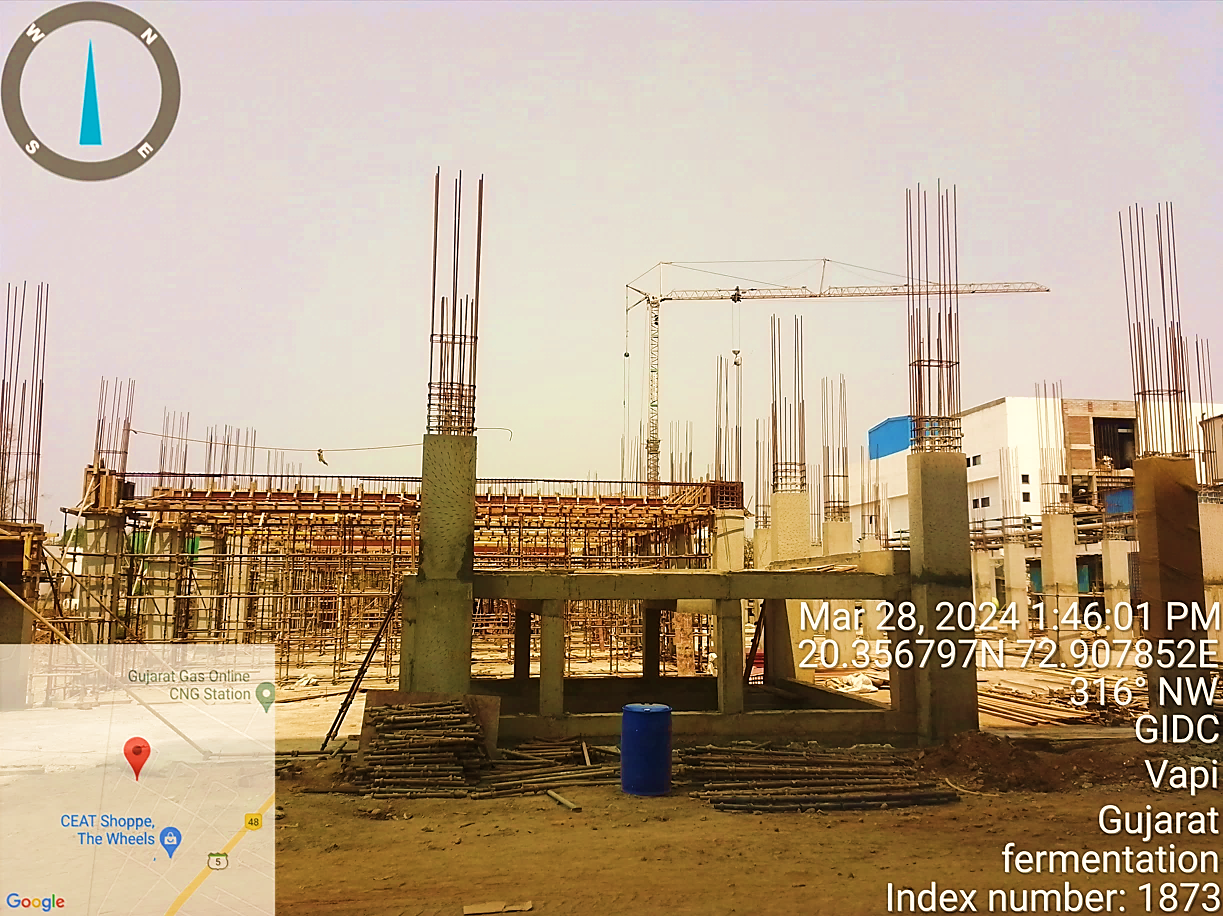 W
N
S
E
Mar 28, 2024 1:46:01 PM
20.356797N 72.907852E
316° NW
GIDC
Vapi
Gujarat
fermentation
Index number: 1873
Gujarat Gas Online
CNG Station
CEAT Shoppe,
The Wheels
48
5
Google